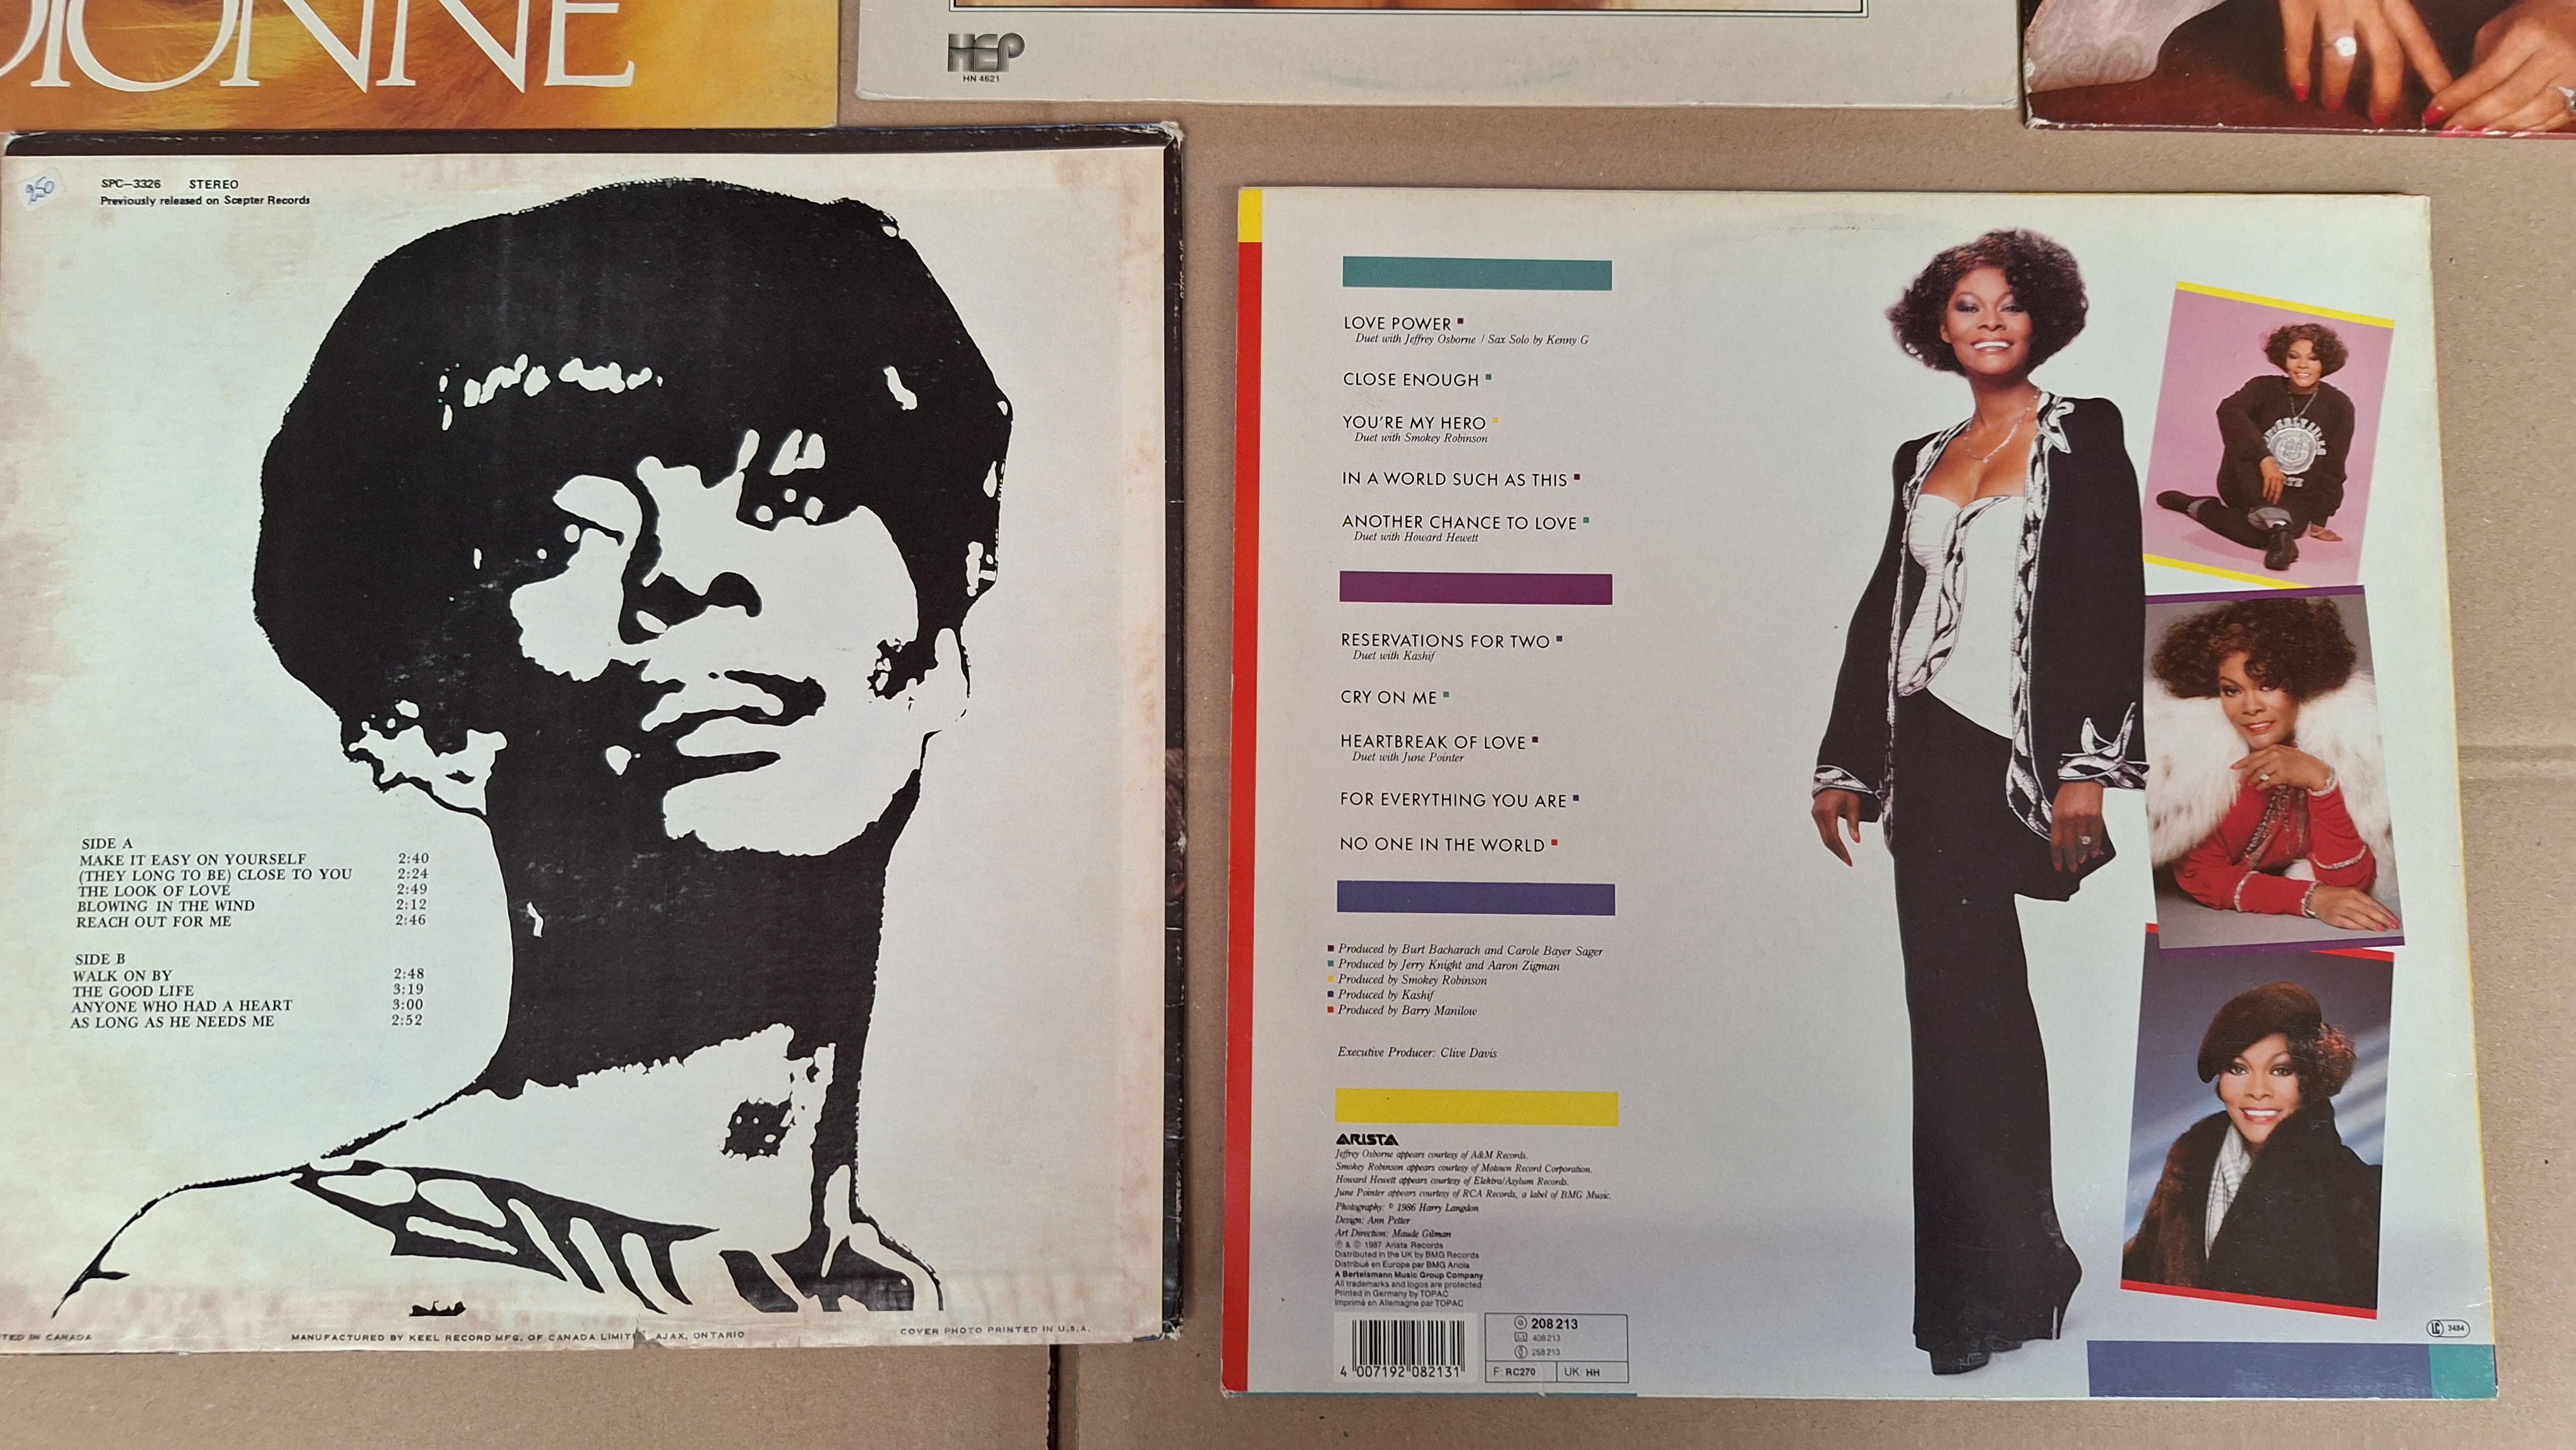 DIONNE
HEP
HN 4621
950
SPC-3326 STEREO
Previously released on Scepter Records
SIDE A
MAKE IT EASY ON YOURSELF 2:40
(THEY LONG TO BE) CLOSE TO YOU 2:24
THE LOOK OF LOVE 2:49
BLOWING IN THE WIND 2:12
REACH OUT FOR ME 2:46
SIDE B
WALK ON BY 2:48
THE GOOD LIFE 3:19
ANYONE WHO HAD A HEART 3:00
AS LONG AS HE NEEDS ME 2:52
TED IN CANADA
MANUFACTURED BY KEEL RECORD MFG. OF CANADA LIMITE AJAX, ONTARIO
COVER PHOTO PRINTED IN U.S.A.
LOVE POWER
Duet with Jeffrey Osborne / Sax Solo by Kenny G
CLOSE ENOUGH
YOU'RE MY HERO
Duet with Smokey Robinson
IN A WORLD SUCH AS THIS
ANOTHER CHANCE TO LOVE
Duet with Howard Hewett
RESERVATIONS FOR TWO
Duet with Kashif
CRY ON ME
HEARTBREAK OF LOVE
Duet with June Pointer
FOR EVERYTHING YOU ARE
NO ONE IN THE WORLD
Produced by Burt Bacharach and Carole Bayer Sager
Produced by Jerry Knight and Aaron Zigman
Produced by Smokey Robinson
Produced by Kashif
Produced by Barry Manilow
Executive Producer: Clive Davis
ARISTA
Jeffrey Osborne appears courtesy of A&M Records.
Smokey Robinson appears courtesy of Motown Record Corporation.
Howard Hewett appears courtesy of Elektra/Asylum Records.
June Pointer appears courtesy of RCA Records, a label of BMG Music.
Photography: © 1986 Harry Langdon
Design: Ann Petter
Art Direction: Maude Gilman
℗ & © 1987 Arista Records
Distributed in the UK by BMG Records
Distribué en Europe par BMG Ariola
A Bertelsmann Music Group Company
All trademarks and logos are protected
Printed in Germany by TOPAC
Imprimé en Allemagne par TOPAC
4 007192 082131
208 213
408 213
258 213
F: RC270 UK: HH
LC 3484